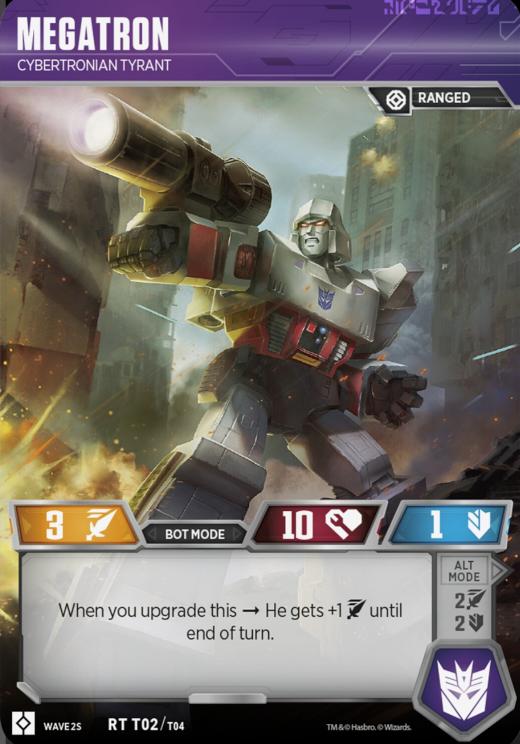 MEGATRON
CYBERTRONIAN TYRANT
RANGED
3
BOT MODE
10
1
ALT
MODE
2
2
When you upgrade this → He gets +1 until
end of turn.
WAVE 2S
RT T02/T04
TM & © Hasbro. © Wizards.